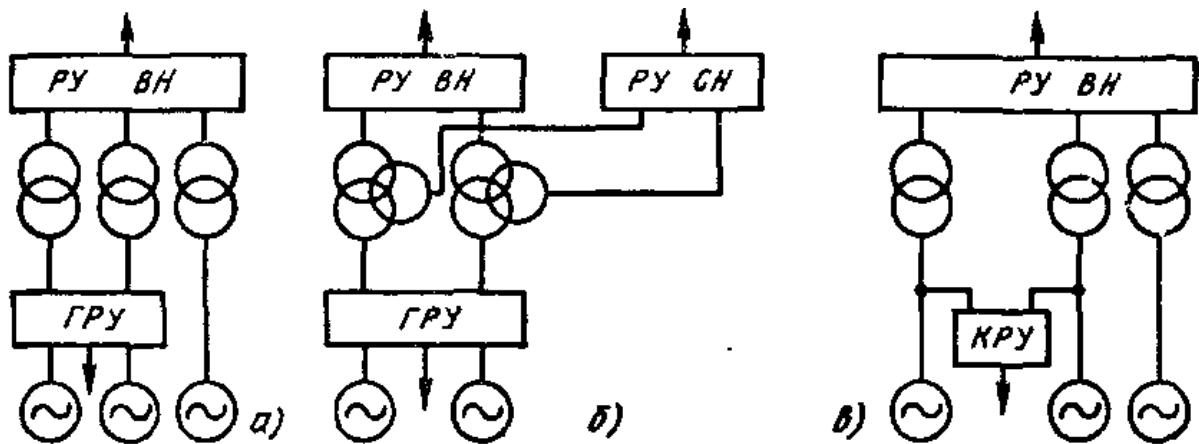 РУ ВН
РУ ВН
РУ СН
РУ ВН
ГРУ
ГРУ
КРУ
а)
б)
в)